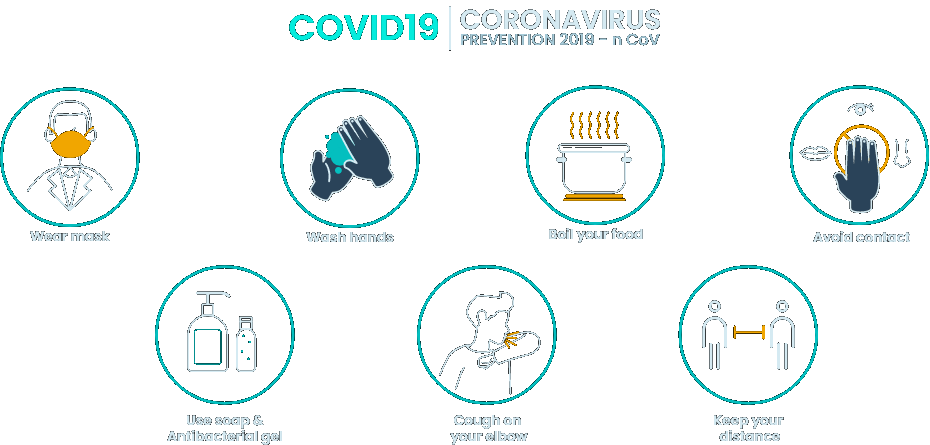 COVID19
CORONAVIRUS
PREVENTION 2019 - n CoV
Wear mask
Wash hands
Boil your food
Avoid contact
Use soap &
Antibacterial gel
Cough on
your elbow
Keep your
distance